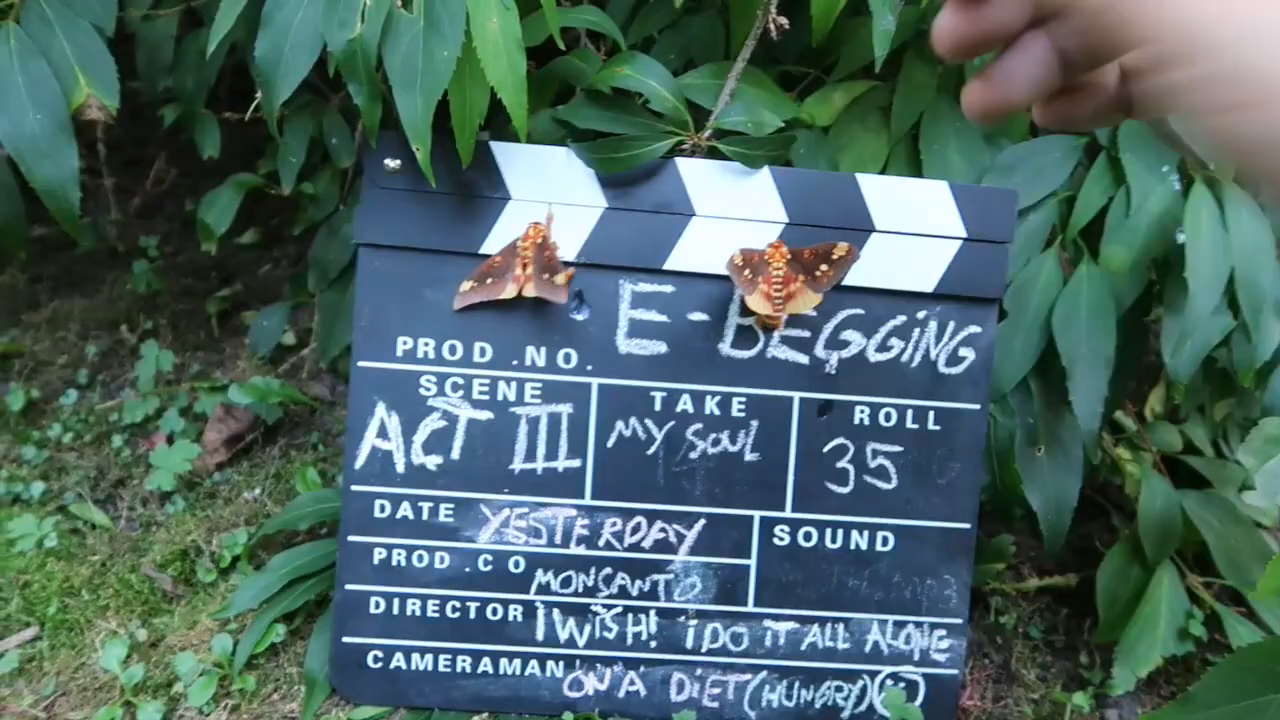 PROD .NO. E-BEGGING
SCENE TAKE ROLL
ACT III MY SOUL 35
DATE YESTERDAY SOUND
PROD .CO MONSANTO
DIRECTOR I WISH! I DO IT ALL ALONE
CAMERAMAN ON A DIET (HUNGRY)